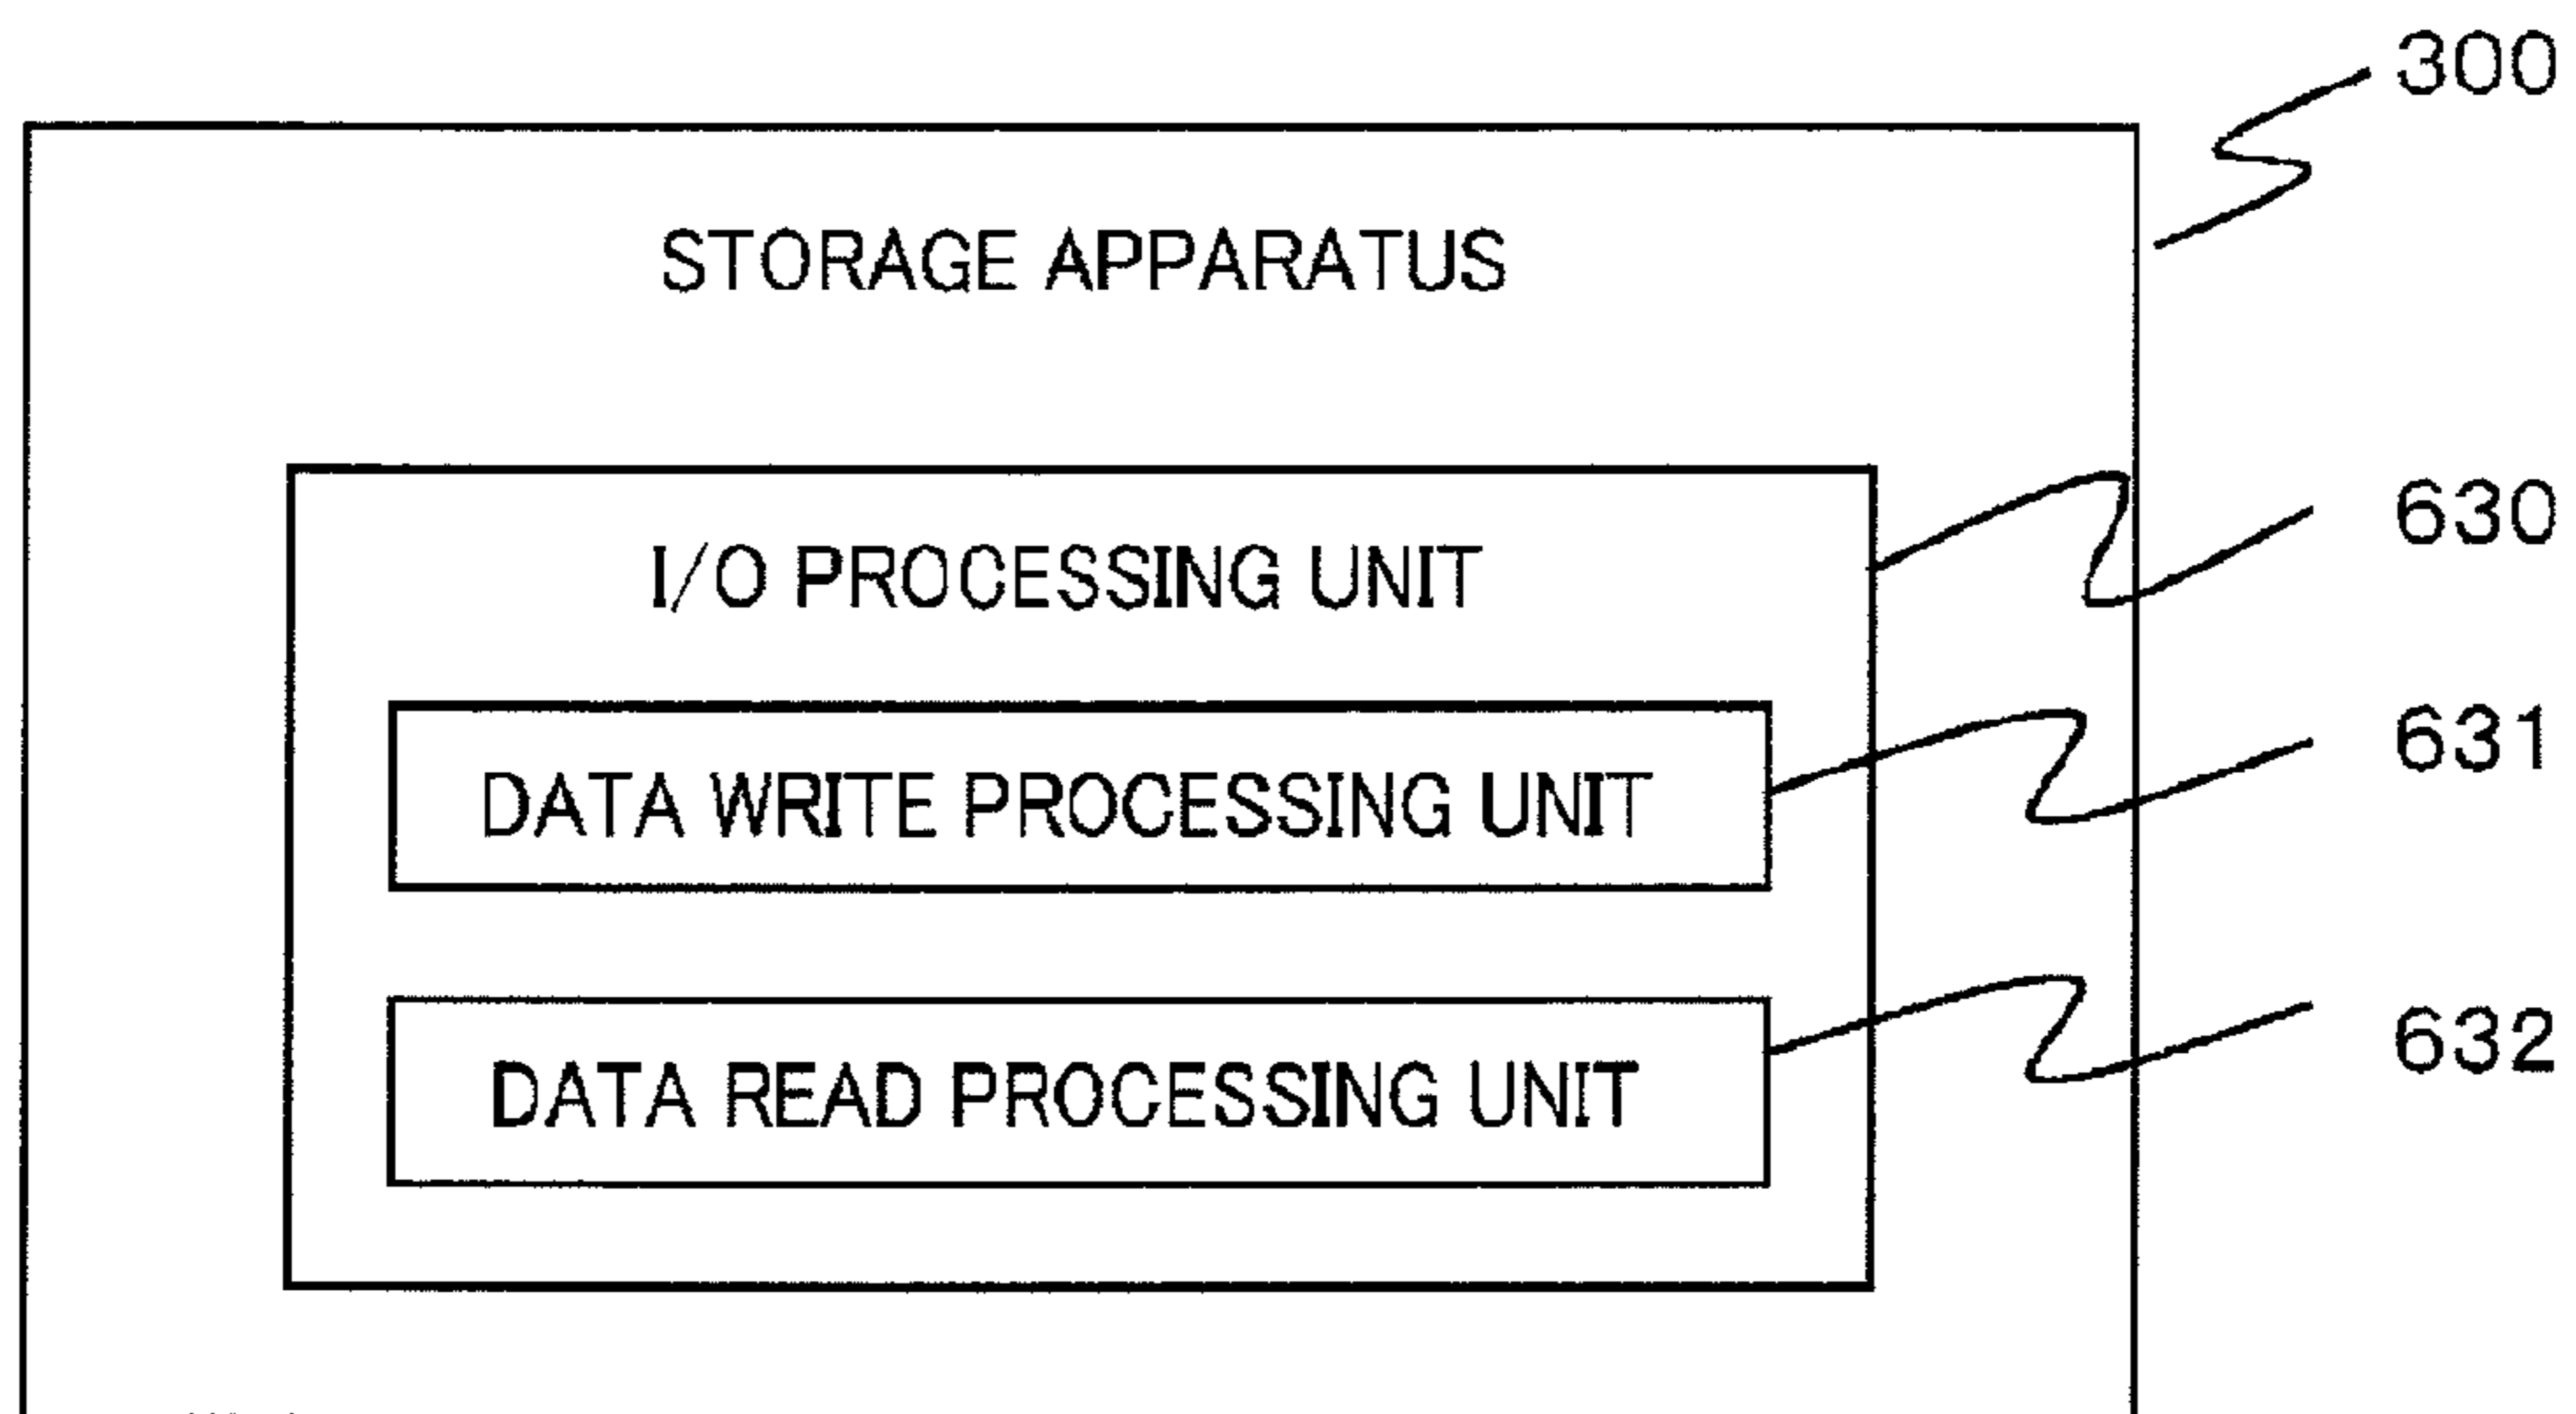 300
STORAGE APPARATUS
630
I/O PROCESSING UNIT
631
DATA WRITE PROCESSING UNIT
632
DATA READ PROCESSING UNIT